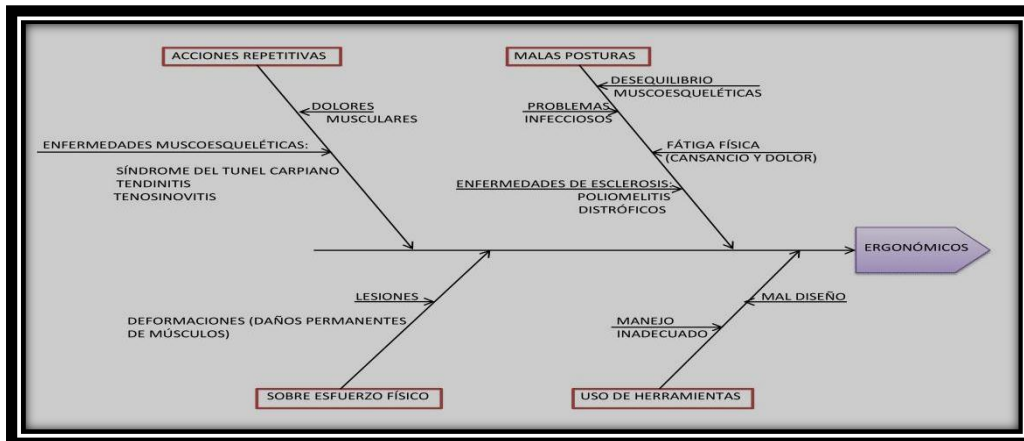 ACCIONES REPETITIVAS
DOLORES
MUSCULARES
ENFERMEDADES MUSCOESQUELÉTICAS:
SÍNDROME DEL TUNEL CARPIANO
TENDINITIS
TENOSINOVITIS
MALAS POSTURAS
DESEQUILIBRIO
MUSCOESQUELÉTICAS
PROBLEMAS
INFECCIOSOS
FÁTIGA FÍSICA
(CANSANCIO Y DOLOR)
ENFERMEDADES DE ESCLEROSIS:
POLIOMELITIS
DISTRÓFICOS
ERGONÓMICOS
LESIONES
DEFORMACIONES (DAÑOS PERMANENTES
DE MÚSCULOS)
SOBRE ESFUERZO FÍSICO
MAL DISEÑO
MANEJO
INADECUADO
USO DE HERRAMIENTAS